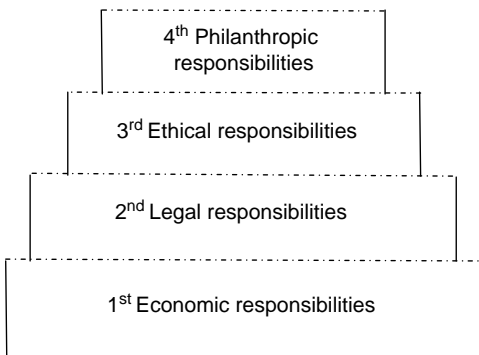 4th Philanthropic
responsibilities
3rd Ethical responsibilities
2nd Legal responsibilities
1st Economic responsibilities